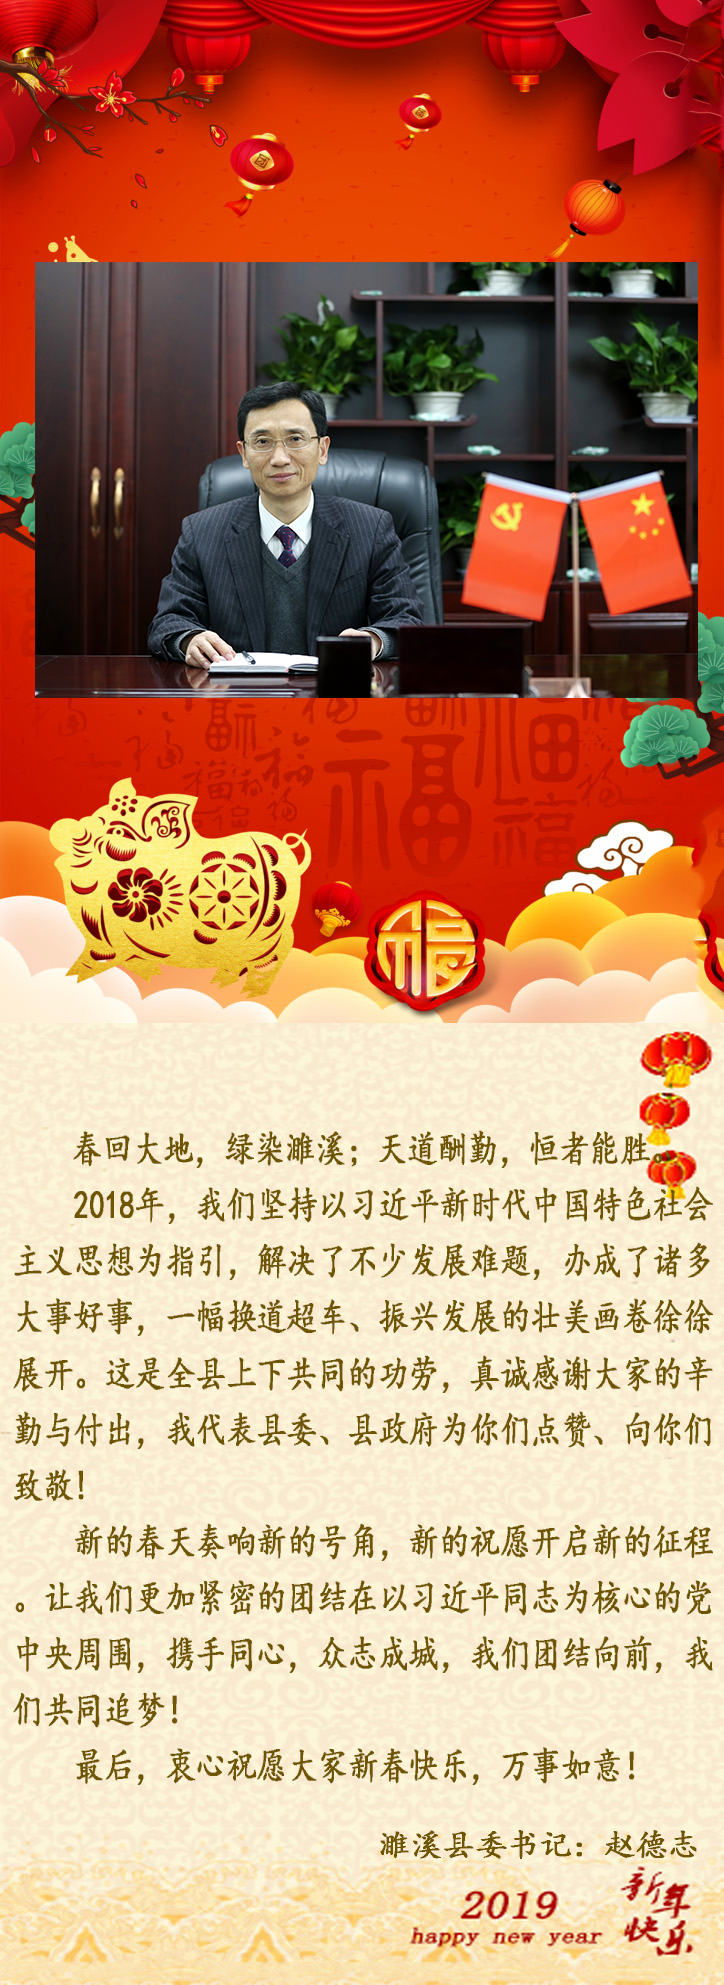 春回大地，绿染濉溪；天道酬勤，恒者能胜。
2018年，我们坚持以习近平新时代中国特色社会
主义思想为指引，解决了不少发展难题，办成了诸多
大事好事，一幅换道超车、振兴发展的壮美画卷徐徐
展开。这是全县上下共同的功劳，真诚感谢大家的辛
勤与付出，我代表县委、县政府为你们点赞、向你们
致敬！
新的春天奏响新的号角，新的祝愿开启新的征程
。让我们更加紧密的团结在以习近平同志为核心的党
中央周围，携手同心，众志成城，我们团结向前，我
们共同追梦！
最后，衷心祝愿大家新春快乐，万事如意！
濉溪县委书记：赵德志
2019
happy new year
新年
快乐